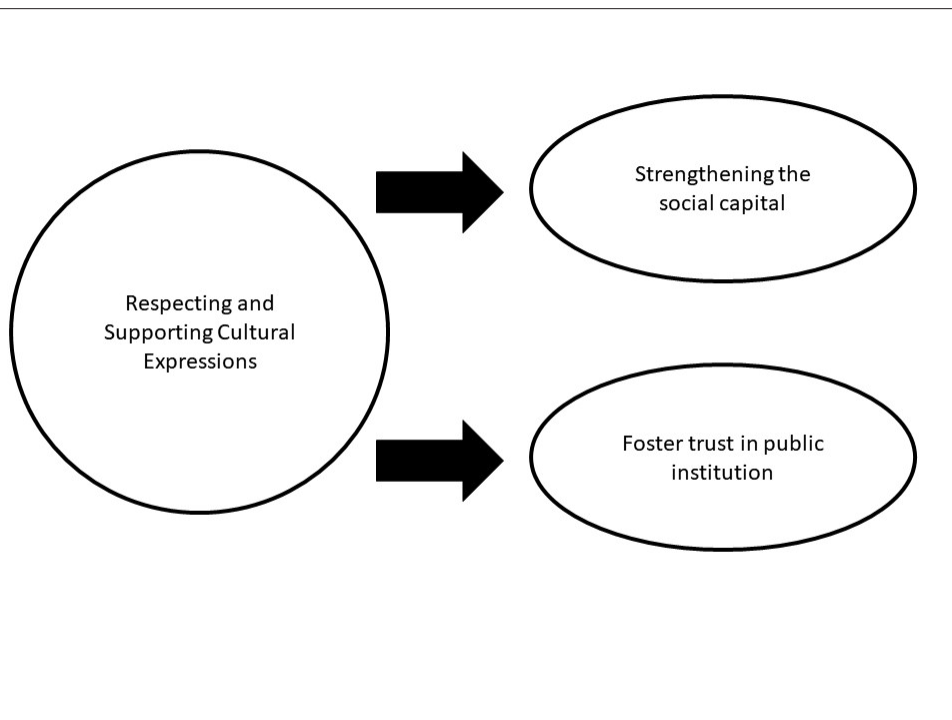 Respecting and
Supporting Cultural
Expressions
Strengthening the
social capital
Foster trust in public
institution